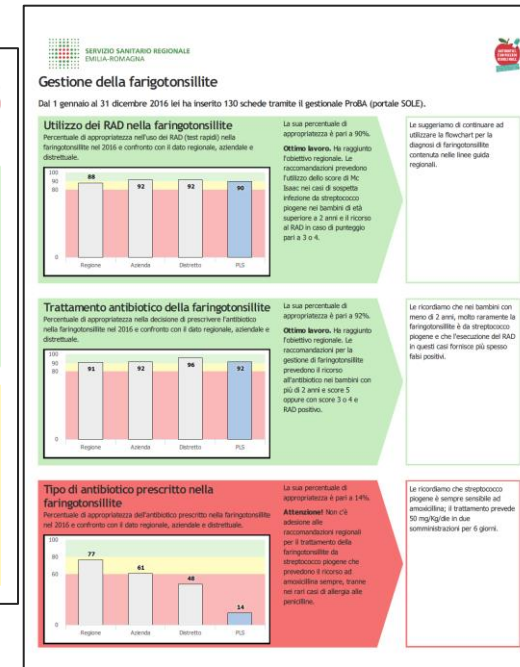 SERVIZIO SANITARIO REGIONALE
EMILIA-ROMAGNA
Gestione della farigotonsillite
Dal 1 gennaio al 31 dicembre 2016 lei ha inserito 130 schede tramite il gestionale ProBA (portale SOLE).
Utilizzo dei RAD nella faringotonsillite
Percentuale di appropriatezza nell'uso dei RAD (test rapidi) nella
faringotonsillite nel 2016 e confronto con il dato regionale, aziendale e
distrettuale.
100
90
80
0
88
92
92
90
Regione
Azienda
Distretto
PLS
La sua percentuale di
appropriatezza è pari a 90%.
Ottimo lavoro. Ha raggiunto
l'obiettivo regionale. Le
raccomandazioni prevedono
l'utilizzo dello score di Mc
Isaac nei casi di sospetta
infezione da streptococco
piogene nei bambini di età
superiore a 2 anni e il ricorso
al RAD in caso di punteggio
pari a 3 o 4.
Le suggeriamo di continuare ad
utilizzare la flowchart per la
diagnosi di faringotonsillite
contenuta nelle linee guida
regionali.
Trattamento antibiotico della faringotonsillite
Percentuale di appropriatezza nella decisione di prescrivere l'antibiotico
nella faringotonsillite nel 2016 e confronto con il dato regionale, aziendale e
distrettuale.
100
90
80
0
91
92
96
92
Regione
Azienda
Distretto
PLS
La sua percentuale di
appropriatezza è pari a 92%.
Ottimo lavoro. Ha raggiunto
l'obiettivo regionale. Le
raccomandazioni per la
gestione di faringotonsillite
prevedono il ricorso
all'antibiotico nei bambini con
più di 2 anni e score 5
oppure con score 3 o 4 e
RAD positivo.
Le ricordiamo che nei bambini con
meno di 2 anni, molto raramente la
faringotonsillite è da streptococco
piogene e che l'esecuzione del RAD
in questi casi fornisce più spesso
falsi positivi.
Tipo di antibiotico prescritto nella
faringotonsillite
Percentuale di appropriatezza dell'antibiotico prescritto nella faringotonsillite
nel 2016 e confronto con il dato regionale, aziendale e distrettuale.
100
80
60
0
77
61
48
14
Regione
Azienda
Distretto
PLS
La sua percentuale di
appropriatezza è pari a 14%.
Attenzione! Non c'è
adesione alle
raccomandazioni regionali
per il trattamento della
faringotonsillite da
streptococco piogene che
prevedono il ricorso ad
amoxicillina sempre, tranne
nei rari casi di allergia alle
penicilline.
Le ricordiamo che streptococco
piogene è sempre sensibile ad
amoxicillina; il trattamento prevede
50 mg/Kg/die in due
somministrazioni per 6 giorni.